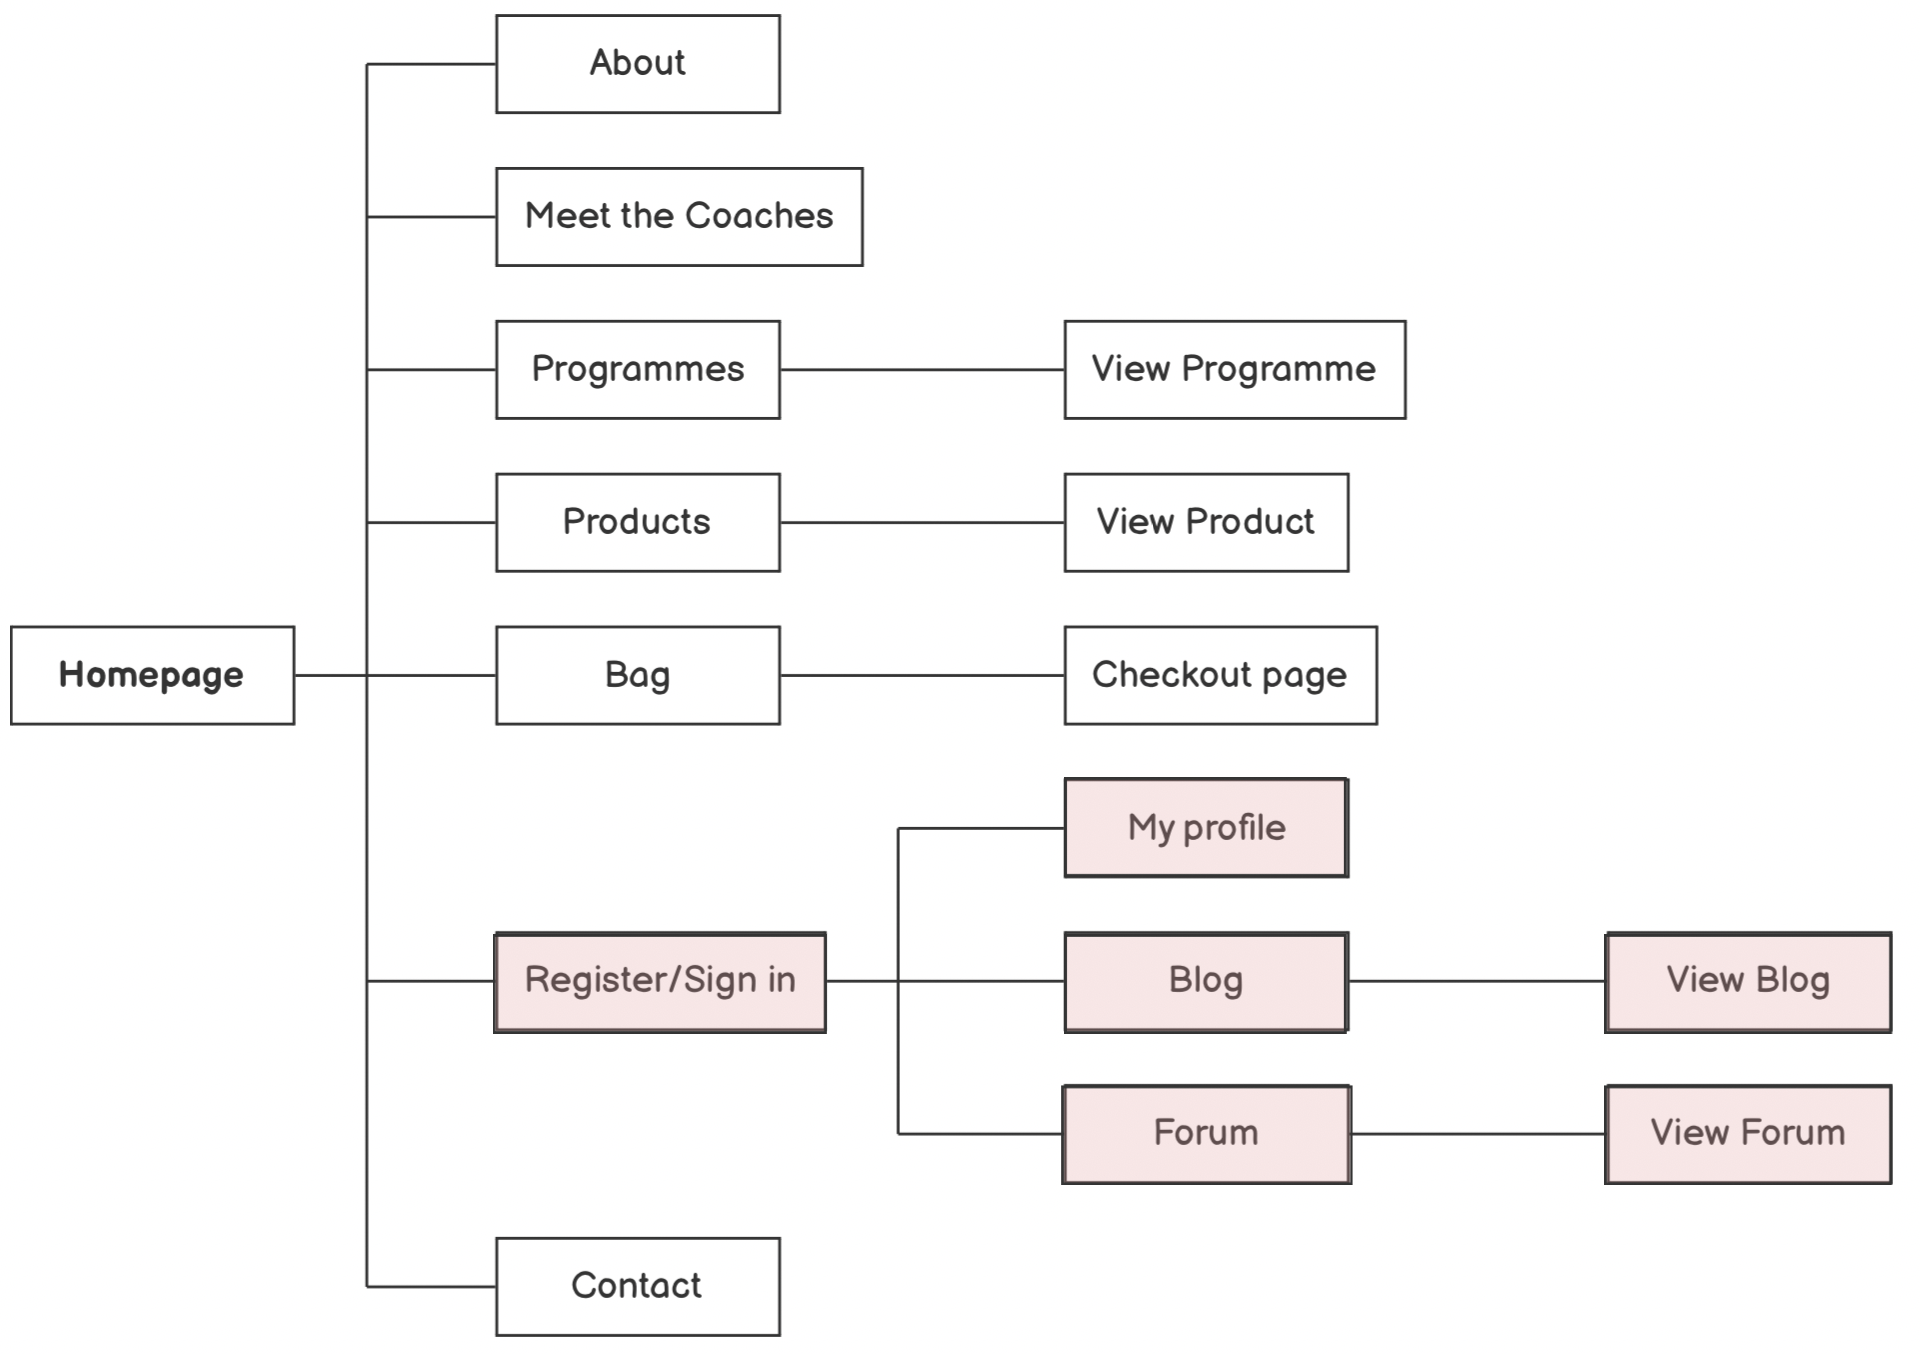 About
Meet the Coaches
Programmes
View Programme
Products
View Product
Homepage
Bag
Checkout page
My profile
Register/Sign in
Blog
View Blog
Forum
View Forum
Contact